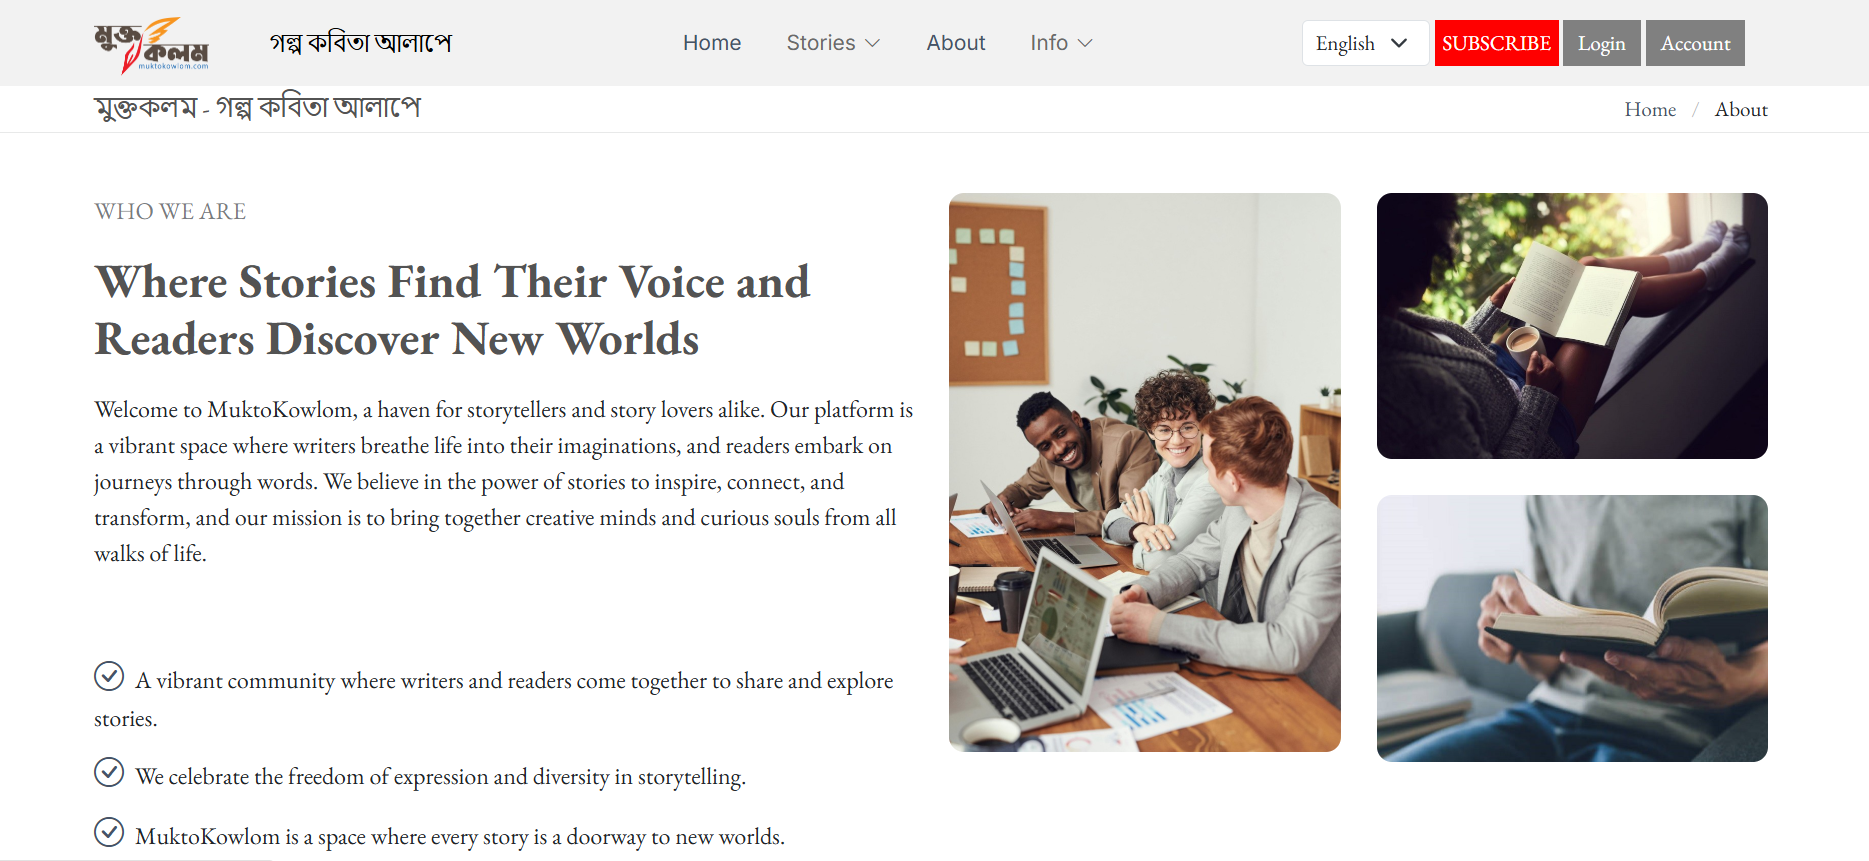 মুক্ত
কলম
muktokowlom.com
গল্প কবিতা আলাপে
Home
Stories
About
Info
English
SUBSCRIBE
Login
Account
মুক্তকলম - গল্প কবিতা আলাপে
Home / About
WHO WE ARE
Where Stories Find Their Voice and
Readers Discover New Worlds
Welcome to MuktoKowlom, a haven for storytellers and story lovers alike. Our platform is
a vibrant space where writers breathe life into their imaginations, and readers embark on
journeys through words. We believe in the power of stories to inspire, connect, and
transform, and our mission is to bring together creative minds and curious souls from all
walks of life.
A vibrant community where writers and readers come together to share and explore
stories.
We celebrate the freedom of expression and diversity in storytelling.
MuktoKowlom is a space where every story is a doorway to new worlds.